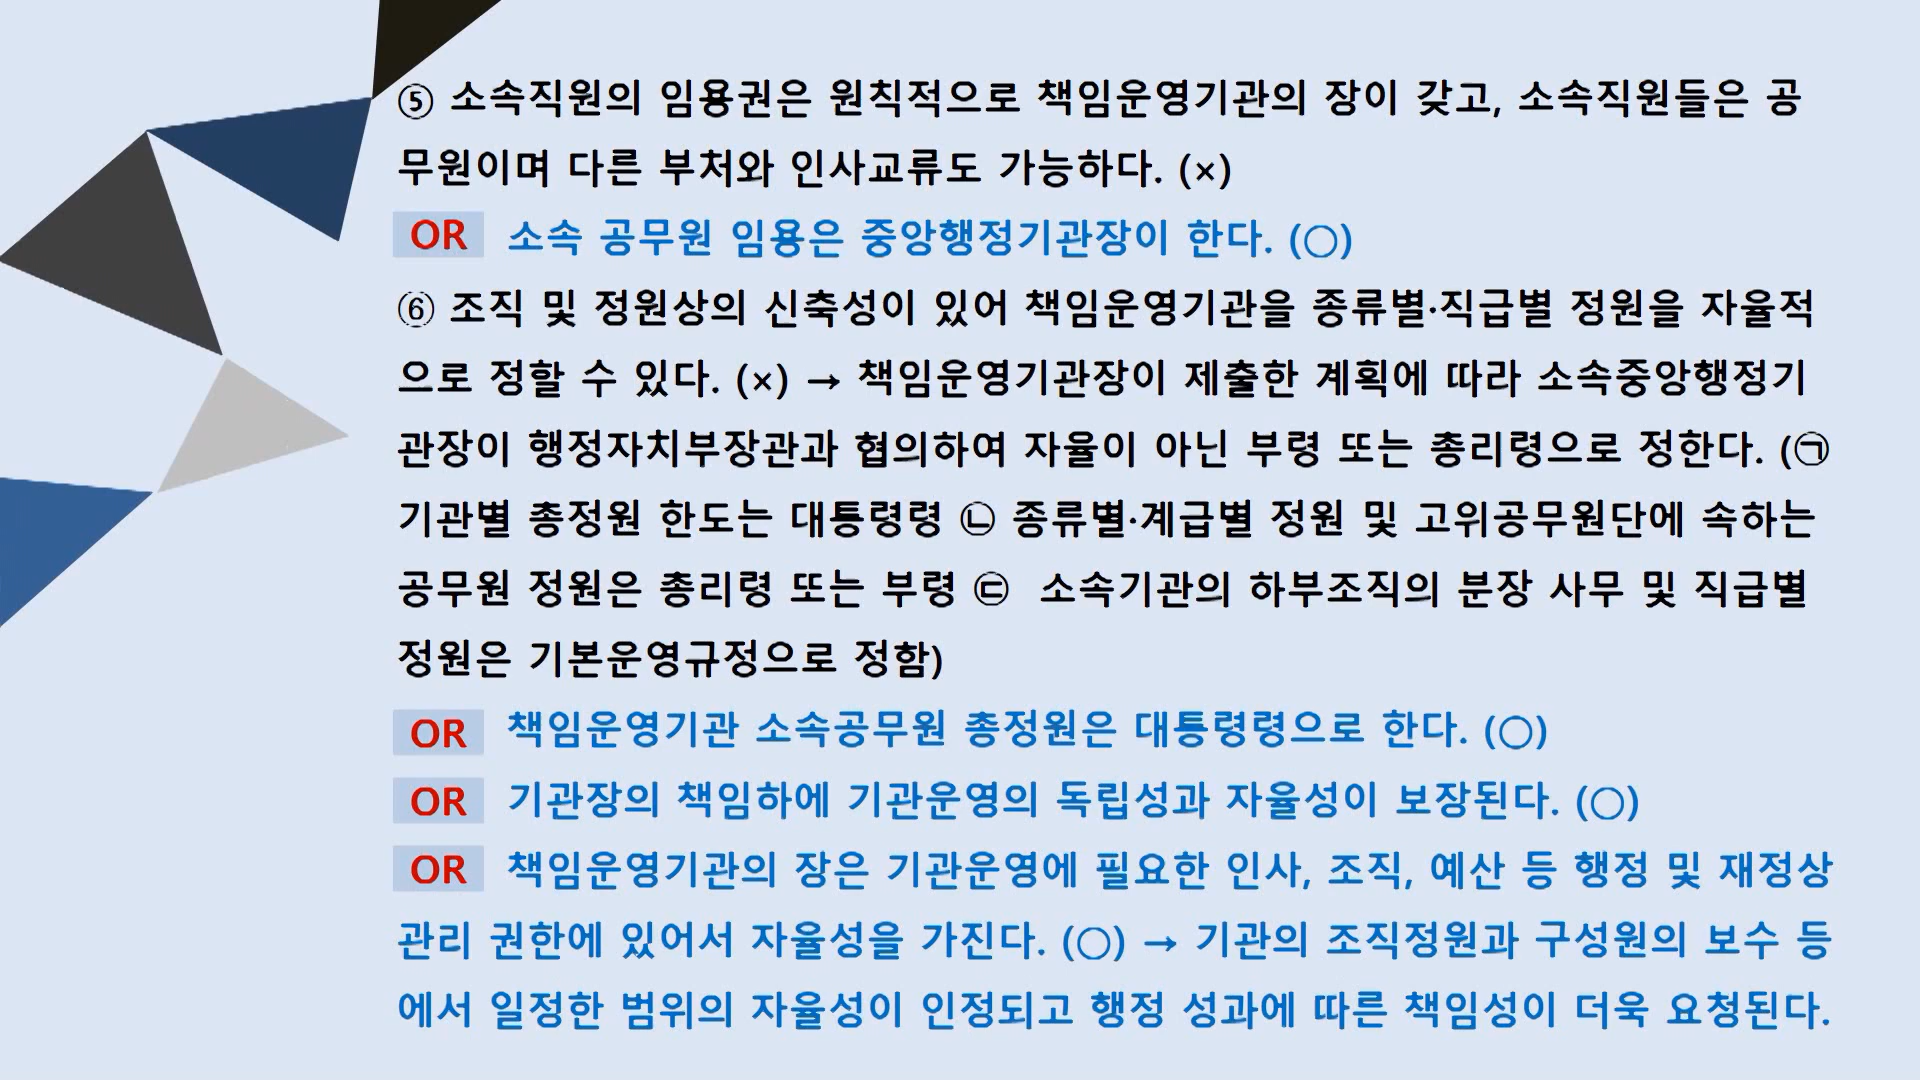 ⑤ 소속직원의 임용권은 원칙적으로 책임운영기관의 장이 갖고, 소속직원들은 공
무원이며 다른 부처와 인사교류도 가능하다. (×)
OR 소속 공무원 임용은 중앙행정기관장이 한다. (○)
⑥ 조직 및 정원상의 신축성이 있어 책임운영기관을 종류별·직급별 정원을 자율적
으로 정할 수 있다. (×) → 책임운영기관장이 제출한 계획에 따라 소속중앙행정기
관장이 행정자치부장관과 협의하여 자율이 아닌 부령 또는 총리령으로 정한다. (㉠
기관별 총정원 한도는 대통령령 ㉡ 종류별·계급별 정원 및 고위공무원단에 속하는
공무원 정원은 총리령 또는 부령 ㉢ 소속기관의 하부조직의 분장 사무 및 직급별
정원은 기본운영규정으로 정함)
OR 책임운영기관 소속공무원 총정원은 대통령령으로 한다. (○)
OR 기관장의 책임하에 기관운영의 독립성과 자율성이 보장된다. (○)
OR 책임운영기관의 장은 기관운영에 필요한 인사, 조직, 예산 등 행정 및 재정상
관리 권한에 있어서 자율성을 가진다. (○) → 기관의 조직정원과 구성원의 보수 등
에서 일정한 범위의 자율성이 인정되고 행정 성과에 따른 책임성이 더욱 요청된다.